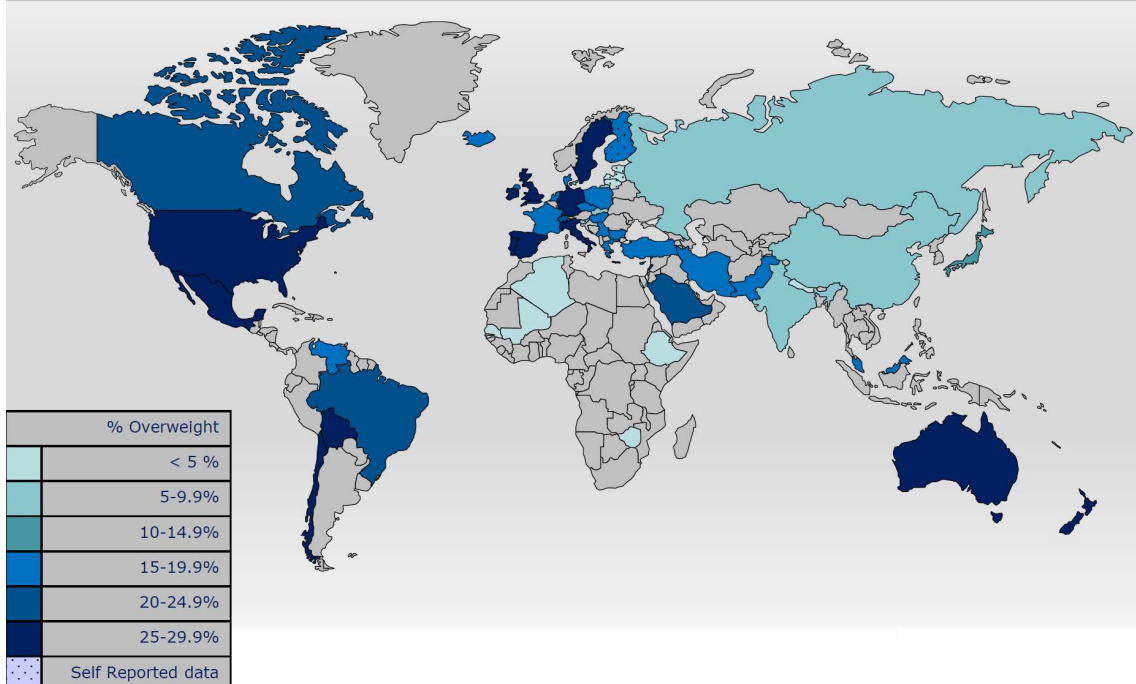 % Overweight
< 5 %
5-9.9%
10-14.9%
15-19.9%
20-24.9%
25-29.9%
Self Reported data